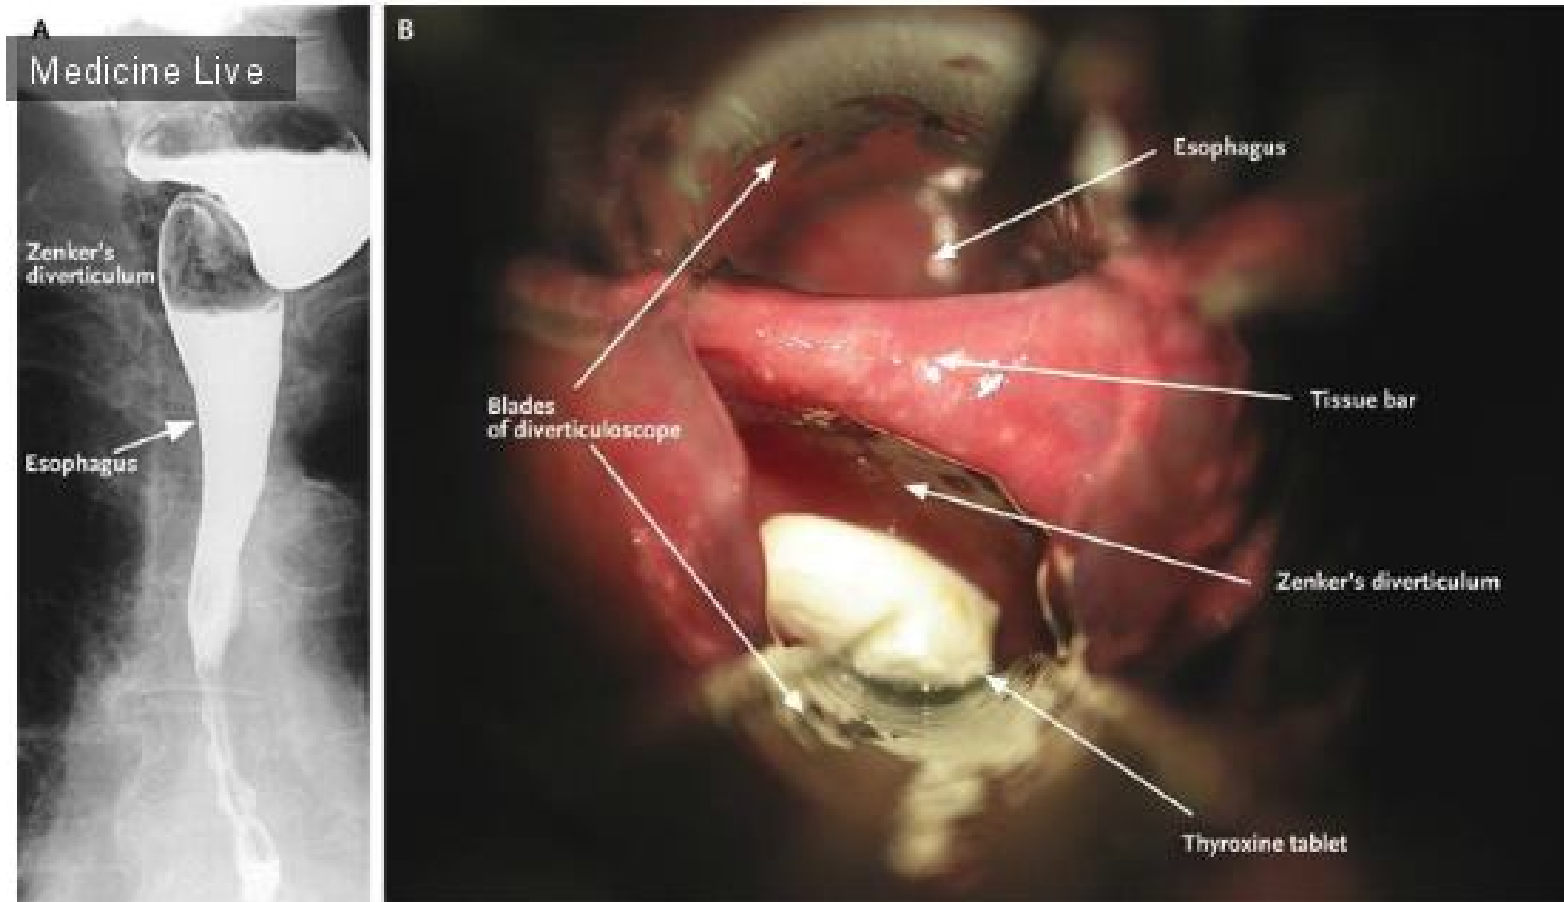 A
Medicine Live
Zenker's
diverticulum
Esophagus
B
Esophagus
Blades
of diverticuloscope
Tissue bar
Zenker's diverticulum
Thyroxine tablet